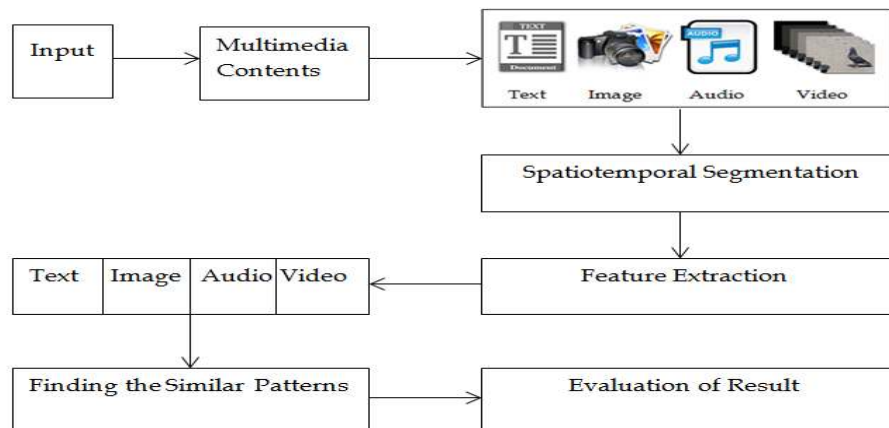 Input
Multimedia
Contents
TEXT
T
Document
AUDIO
Text Image Audio Video
Spatiotemporal Segmentation
Text Image Audio Video
Feature Extraction
Finding the Similar Patterns
Evaluation of Result